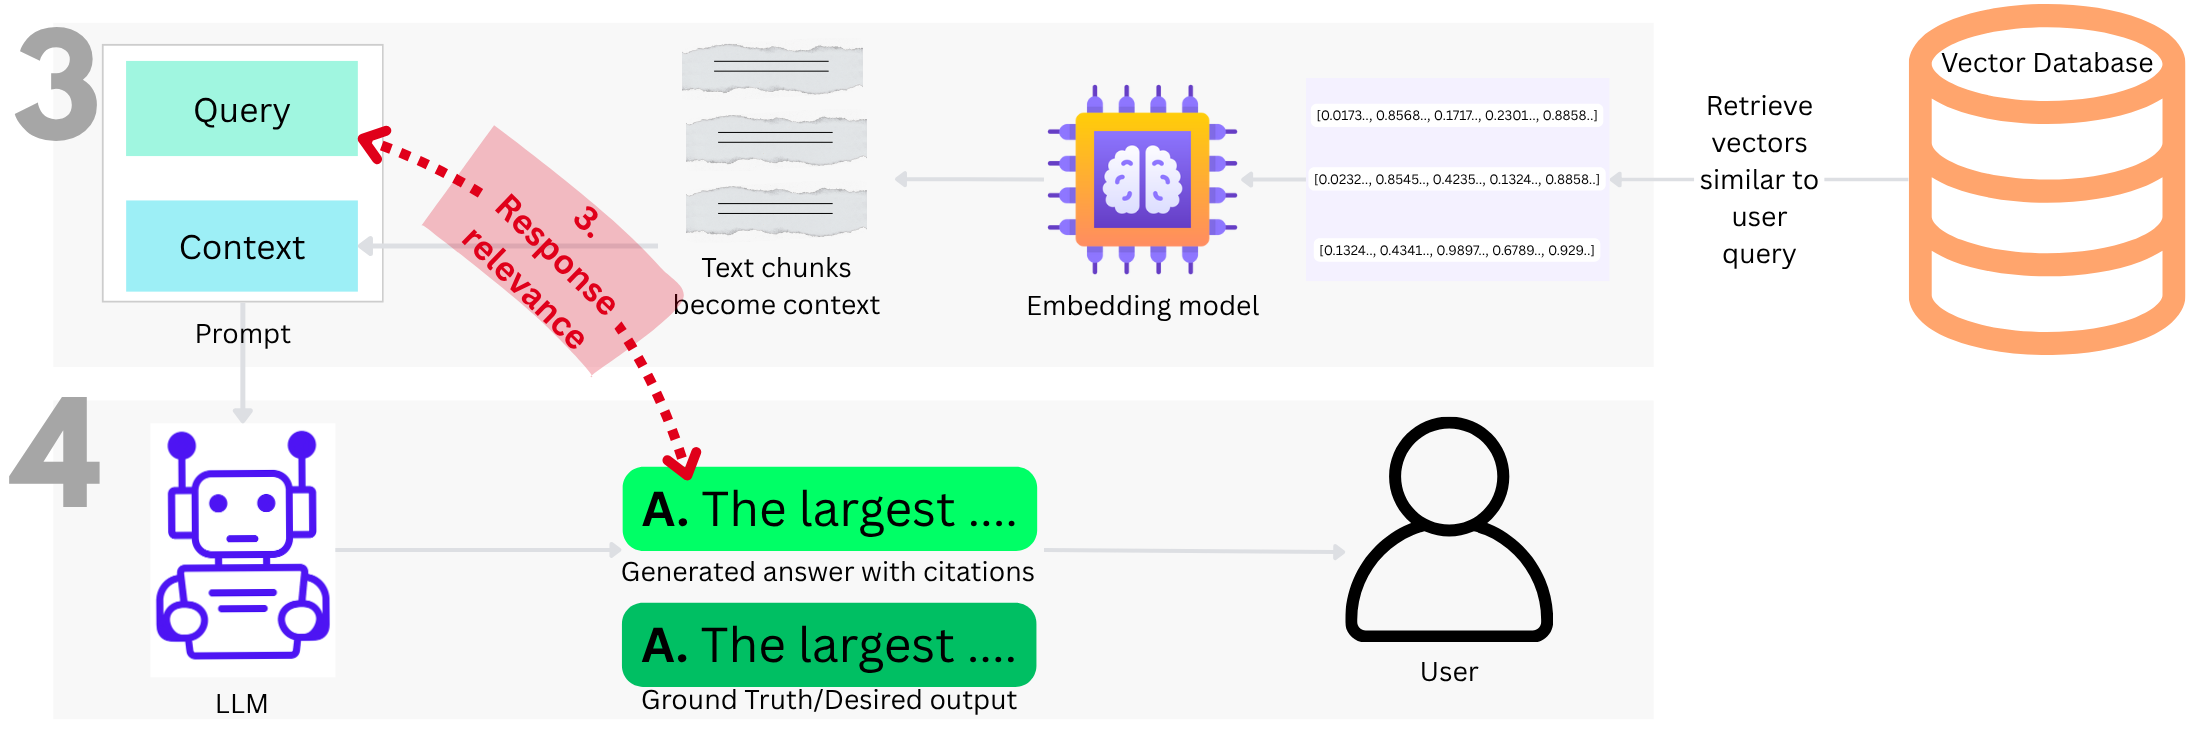 3
Query
Context
Prompt
3.
Response
relevance
Text chunks
become context
Embedding model
[0.0173.., 0.8568.., 0.1717.., 0.2301.., 0.8858..]
[0.0232.., 0.8545.., 0.4235.., 0.1324.., 0.8858..]
[0.1324.., 0.4341.., 0.9897.., 0.6789.., 0.929..]
Retrieve
vectors
similar to
user
query
Vector Database
4
LLM
A. The largest ....
Generated answer with citations
A. The largest ....
Ground Truth/Desired output
User